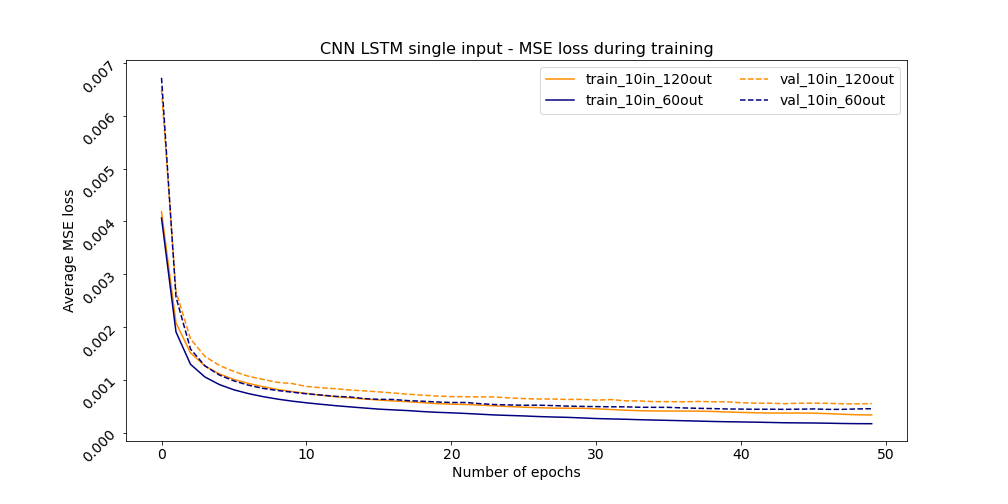 CNN LSTM single input - MSE loss during training
train_10in_120out
train_10in_60out
val_10in_120out
val_10in_60out
Average MSE loss
0.007
0.006
0.005
0.004
0.003
0.002
0.001
0.000
0 10 20 30 40 50
Number of epochs